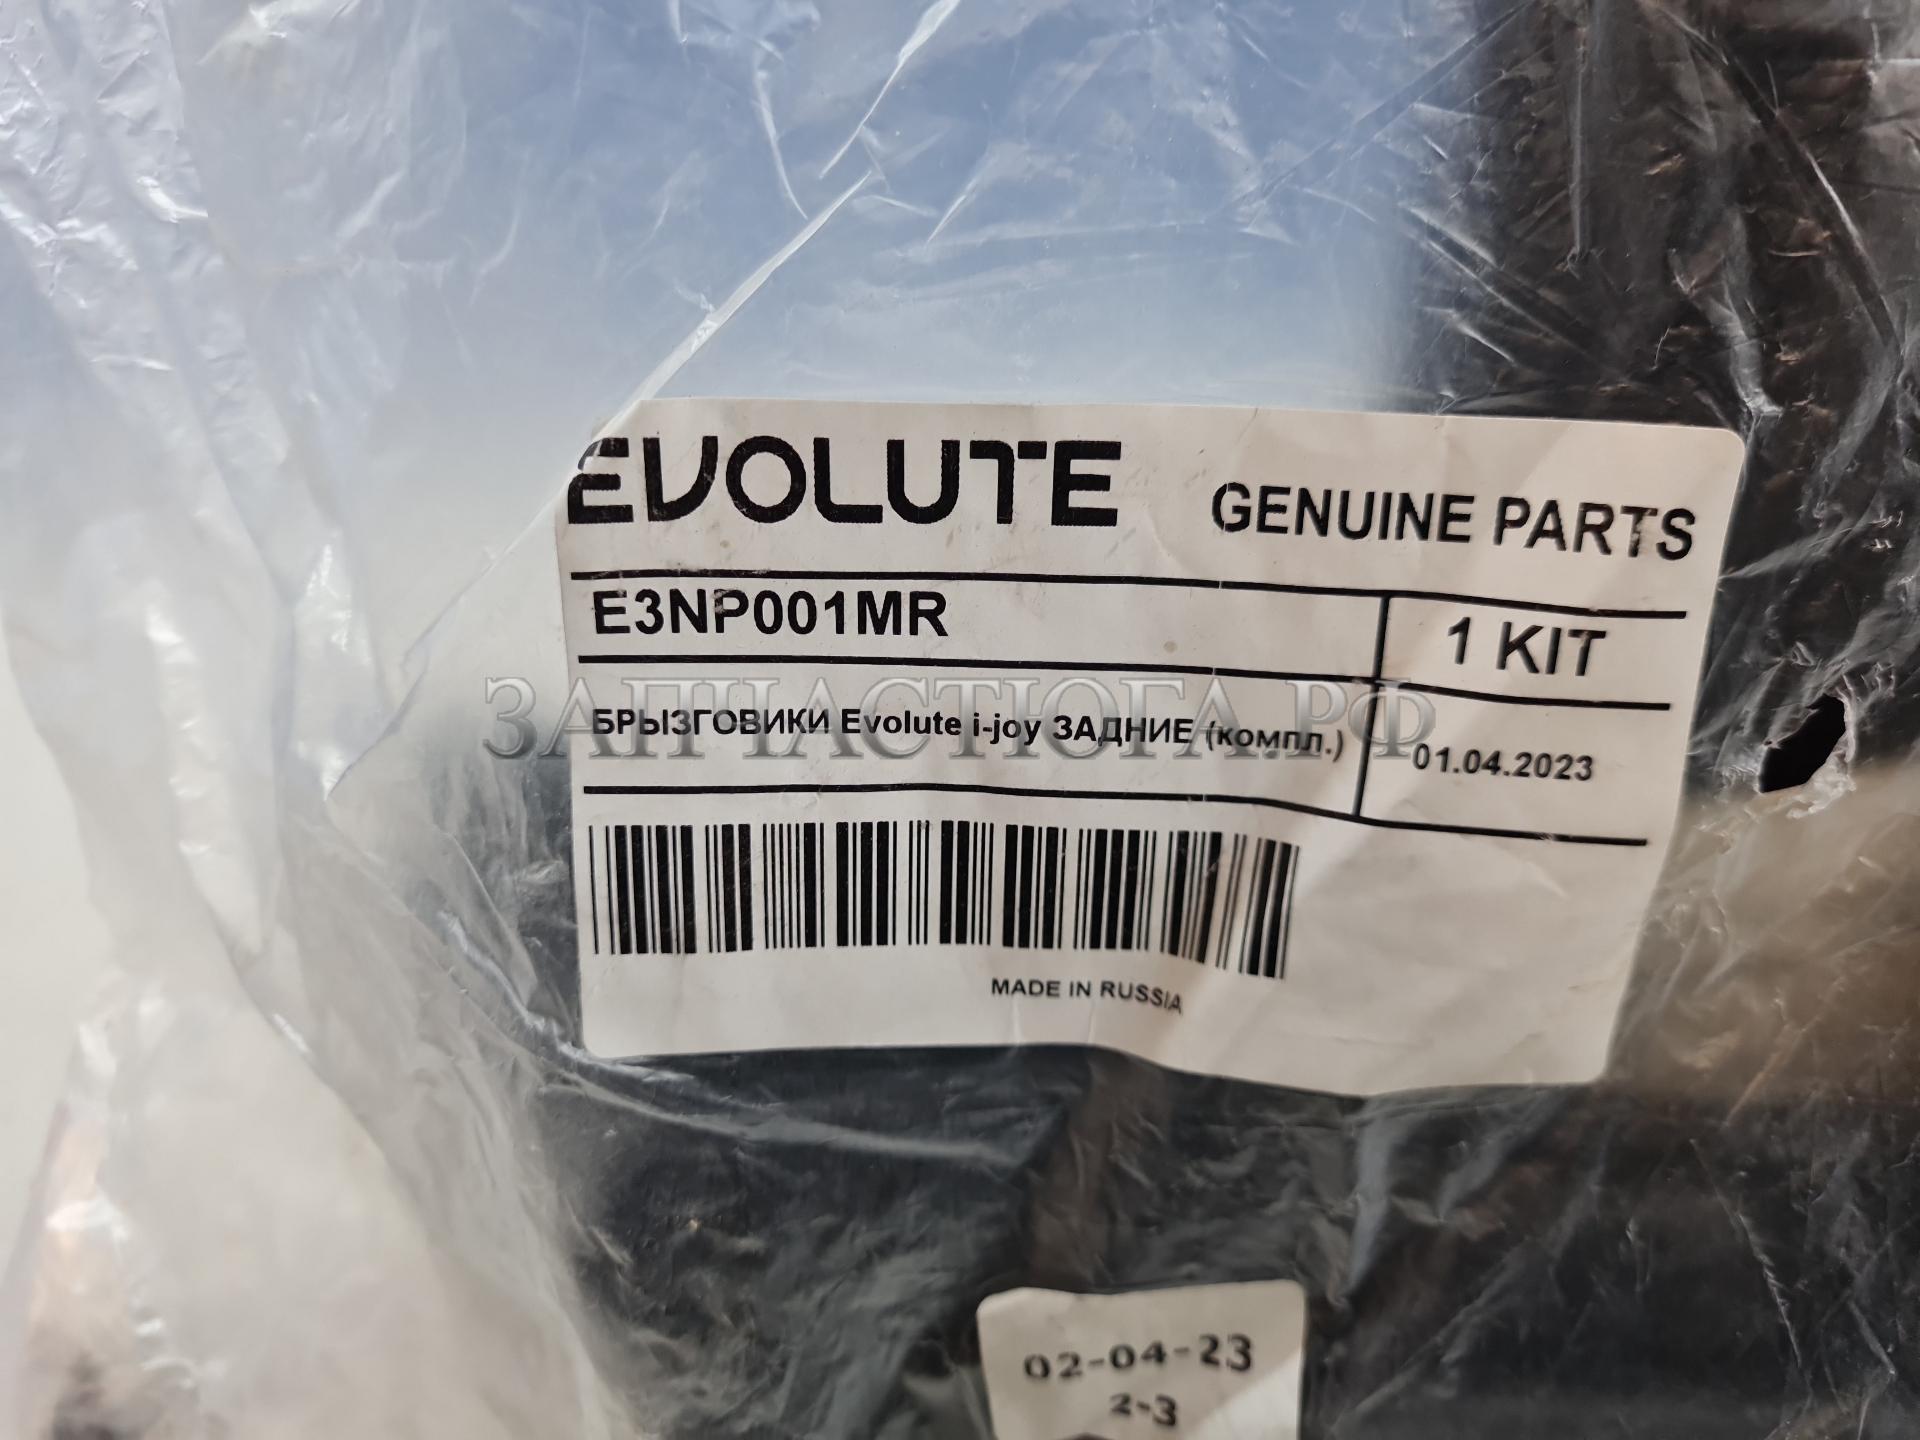 EVOLUTE GENUINE PARTS
E3NP001MR 1 KIT
ЗАПЧАСТЮГА.РФ
БРЫЗГОВИКИ Evolute i-joy ЗАДНИЕ (компл.) 01.04.2023
MADE IN RUSSIA
02-04-23
2-3